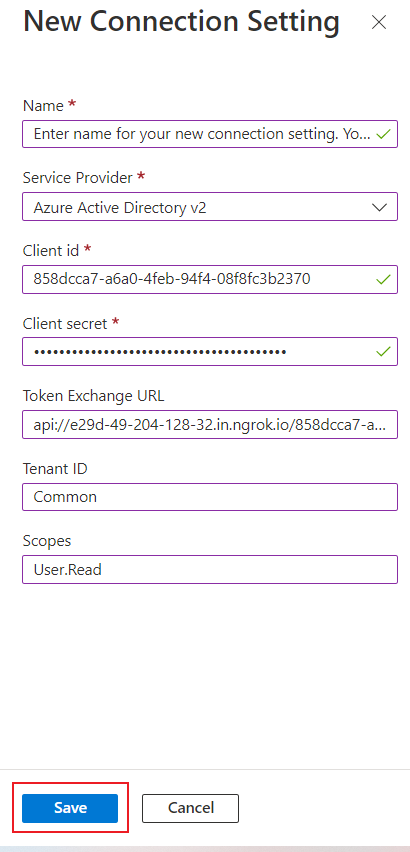 New Connection Setting
Name *
Enter name for your new connection setting. Yo...
Service Provider *
Azure Active Directory v2
Client id *
858dcca7-a6a0-4feb-94f4-08f8fc3b2370
Client secret *
••••••••••••••••••••••••••••••••••••••••
Token Exchange URL
api://e29d-49-204-128-32.in.ngrok.io/858dcca7-a...
Tenant ID
Common
Scopes
User.Read
Save Cancel